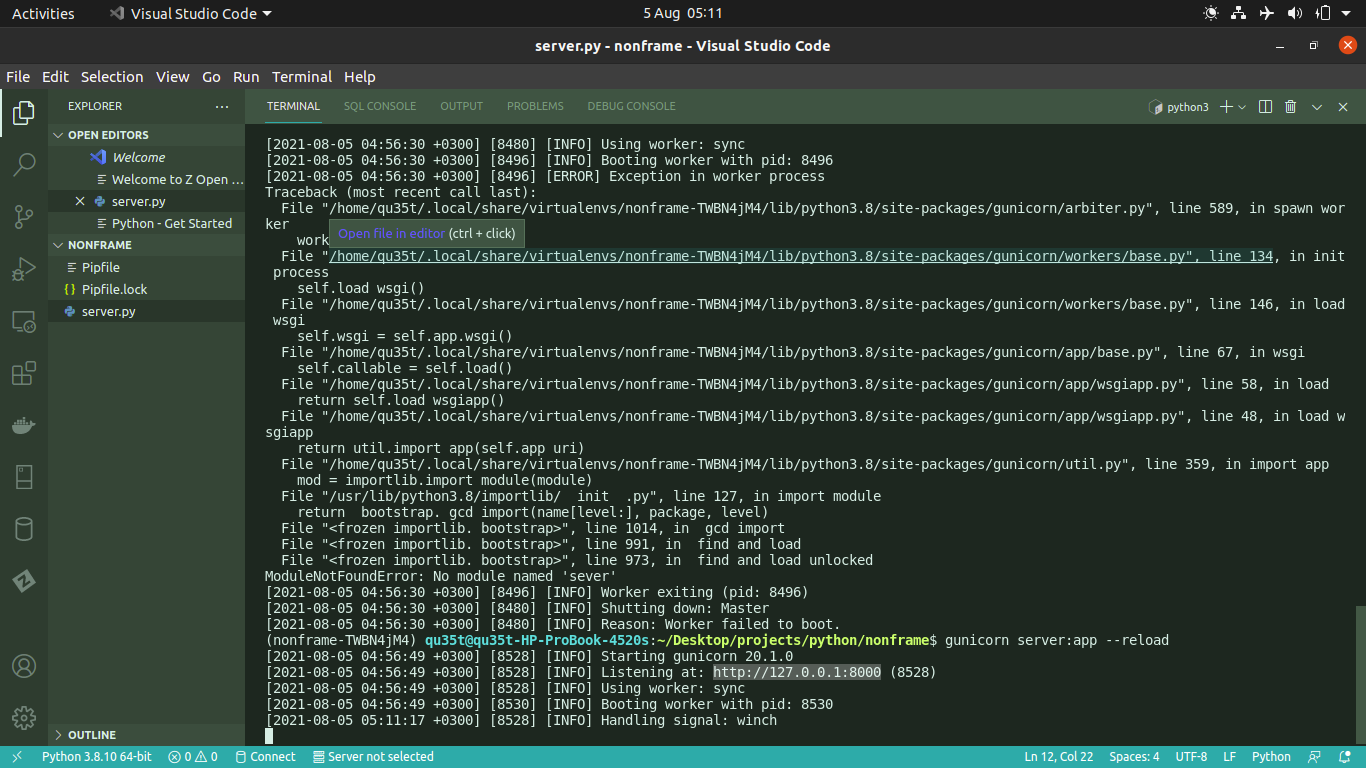 Activities
Visual Studio Code
5 Aug 05:11
server.py - nonframe - Visual Studio Code
File Edit Selection View Go Run Terminal Help
EXPLORER
OPEN EDITORS
Welcome
Welcome to Z Open ...
server.py
Python - Get Started
NONFRAME
Pipfile
Pipfile.lock
server.py
OUTLINE
TERMINAL SQL CONSOLE OUTPUT PROBLEMS DEBUG CONSOLE
python3
[2021-08-05 04:56:30 +0300] [8480] [INFO] Using worker: sync
[2021-08-05 04:56:30 +0300] [8496] [INFO] Booting worker with pid: 8496
[2021-08-05 04:56:30 +0300] [8496] [ERROR] Exception in worker process
Traceback (most recent call last):
File "/home/qu35t/.local/share/virtualenvs/nonframe-TWBN4jM4/lib/python3.8/site-packages/gunicorn/arbiter.py", line 589, in spawn wor
ker
work
Open file in editor (ctrl + click)
File "/home/qu35t/.local/share/virtualenvs/nonframe-TWBN4jM4/lib/python3.8/site-packages/gunicorn/workers/base.py", line 134, in init
process
self.load wsgi()
File "/home/qu35t/.local/share/virtualenvs/nonframe-TWBN4jM4/lib/python3.8/site-packages/gunicorn/workers/base.py", line 146, in load
wsgi
self.wsgi = self.app.wsgi()
File "/home/qu35t/.local/share/virtualenvs/nonframe-TWBN4jM4/lib/python3.8/site-packages/gunicorn/app/base.py", line 67, in wsgi
self.callable = self.load()
File "/home/qu35t/.local/share/virtualenvs/nonframe-TWBN4jM4/lib/python3.8/site-packages/gunicorn/app/wsgiapp.py", line 58, in load
return self.load wsgiapp()
File "/home/qu35t/.local/share/virtualenvs/nonframe-TWBN4jM4/lib/python3.8/site-packages/gunicorn/app/wsgiapp.py", line 48, in load w
sgiapp
return util.import app(self.app uri)
File "/home/qu35t/.local/share/virtualenvs/nonframe-TWBN4jM4/lib/python3.8/site-packages/gunicorn/util.py", line 359, in import app
mod = importlib.import module(module)
File "/usr/lib/python3.8/importlib/  init  .py", line 127, in import module
return  bootstrap. gcd import(name[level:], package, level)
File "<frozen importlib. bootstrap>", line 1014, in  gcd import
File "<frozen importlib. bootstrap>", line 991, in  find and load
File "<frozen importlib. bootstrap>", line 973, in  find and load unlocked
ModuleNotFoundError: No module named 'sever'
[2021-08-05 04:56:30 +0300] [8496] [INFO] Worker exiting (pid: 8496)
[2021-08-05 04:56:30 +0300] [8480] [INFO] Shutting down: Master
[2021-08-05 04:56:30 +0300] [8480] [INFO] Reason: Worker failed to boot.
(nonframe-TWBN4jM4) qu35t@qu35t-HP-ProBook-4520s:~/Desktop/projects/python/nonframe$ gunicorn server:app --reload
[2021-08-05 04:56:49 +0300] [8528] [INFO] Starting gunicorn 20.1.0
[2021-08-05 04:56:49 +0300] [8528] [INFO] Listening at: http://127.0.0.1:8000 (8528)
[2021-08-05 04:56:49 +0300] [8528] [INFO] Using worker: sync
[2021-08-05 04:56:49 +0300] [8530] [INFO] Booting worker with pid: 8530
[2021-08-05 05:11:17 +0300] [8528] [INFO] Handling signal: winch
Python 3.8.10 64-bit 0 0 Connect Server not selected Ln 12, Col 22 Spaces: 4 UTF-8 LF Python